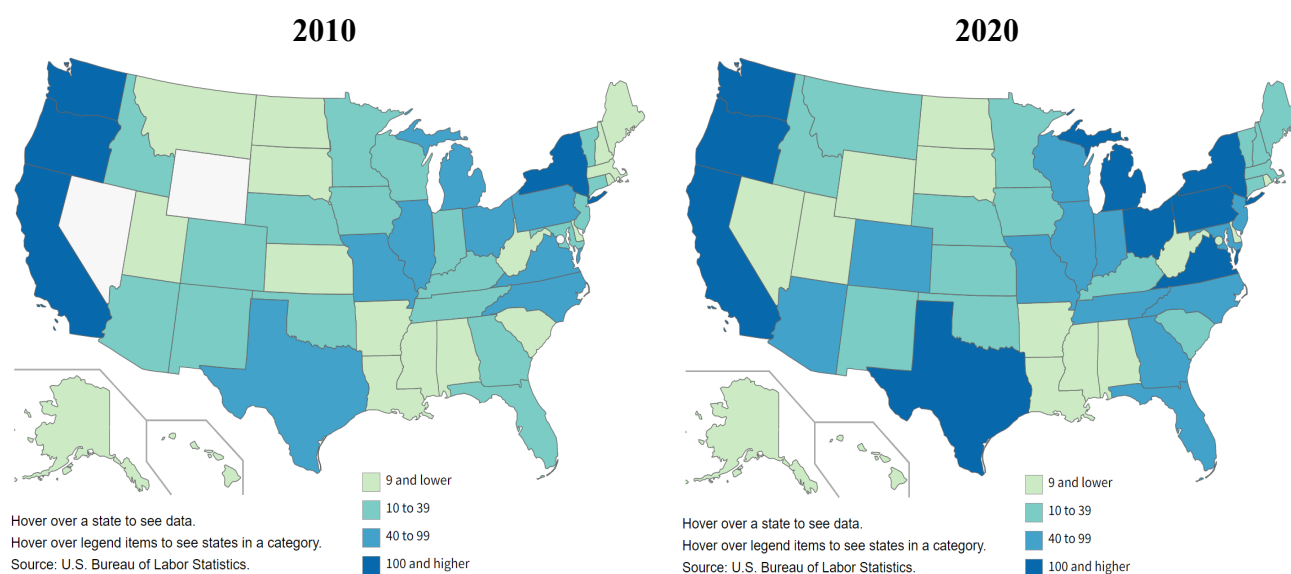 2010
9 and lower
10 to 39
40 to 99
100 and higher
Hover over a state to see data.
Hover over legend items to see states in a category.
Source: U.S. Bureau of Labor Statistics.
2020
9 and lower
10 to 39
40 to 99
100 and higher
Hover over a state to see data.
Hover over legend items to see states in a category.
Source: U.S. Bureau of Labor Statistics.